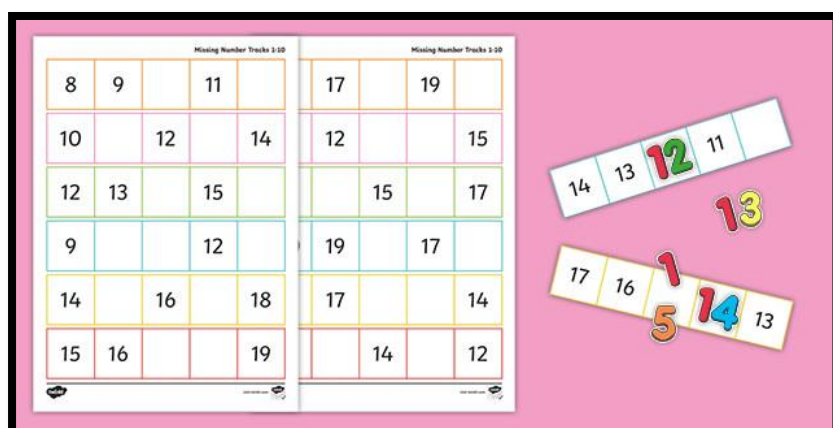 Missing Number Tracks 1-10
8 9 11
10 12 14
12 13 15
9 12
14 16 18
15 16 19
twinkl
Missing Number Tracks 1-10
17 19
12 15
15 17
19 17
17 14
14 12
14 13 12 11
13
17 16 1 5 14 13